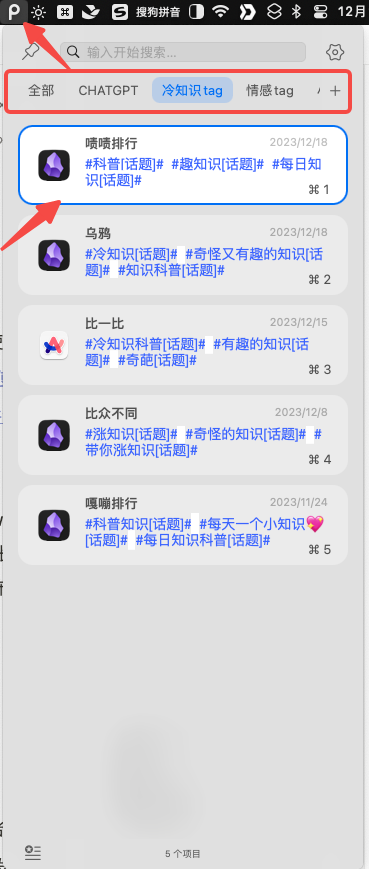 搜狗拼音 12月
输入开始搜索...
全部 CHATGPT 冷知识tag 情感tag
啧啧排行 2023/12/18
#科普[话题]# #趣知识[话题]# #每日知
识[话题]#
⌘ 1
乌鸦 2023/12/18
#冷知识[话题]# #奇怪又有趣的知识[话
题]# #知识科普[话题]#
⌘ 2
比一比 2023/12/15
#冷知识科普[话题]# #有趣的知识[话
题]# #奇葩[话题]#
⌘ 3
比众不同 2023/12/8
#涨知识[话题]# #奇怪的知识[话题]# #
带你涨知识[话题]#
⌘ 4
嘎嘣排行 2023/11/24
#科普知识[话题]# #每天一个小知识💖
[话题]# #每日知识科普[话题]#
⌘ 5
5 个项目